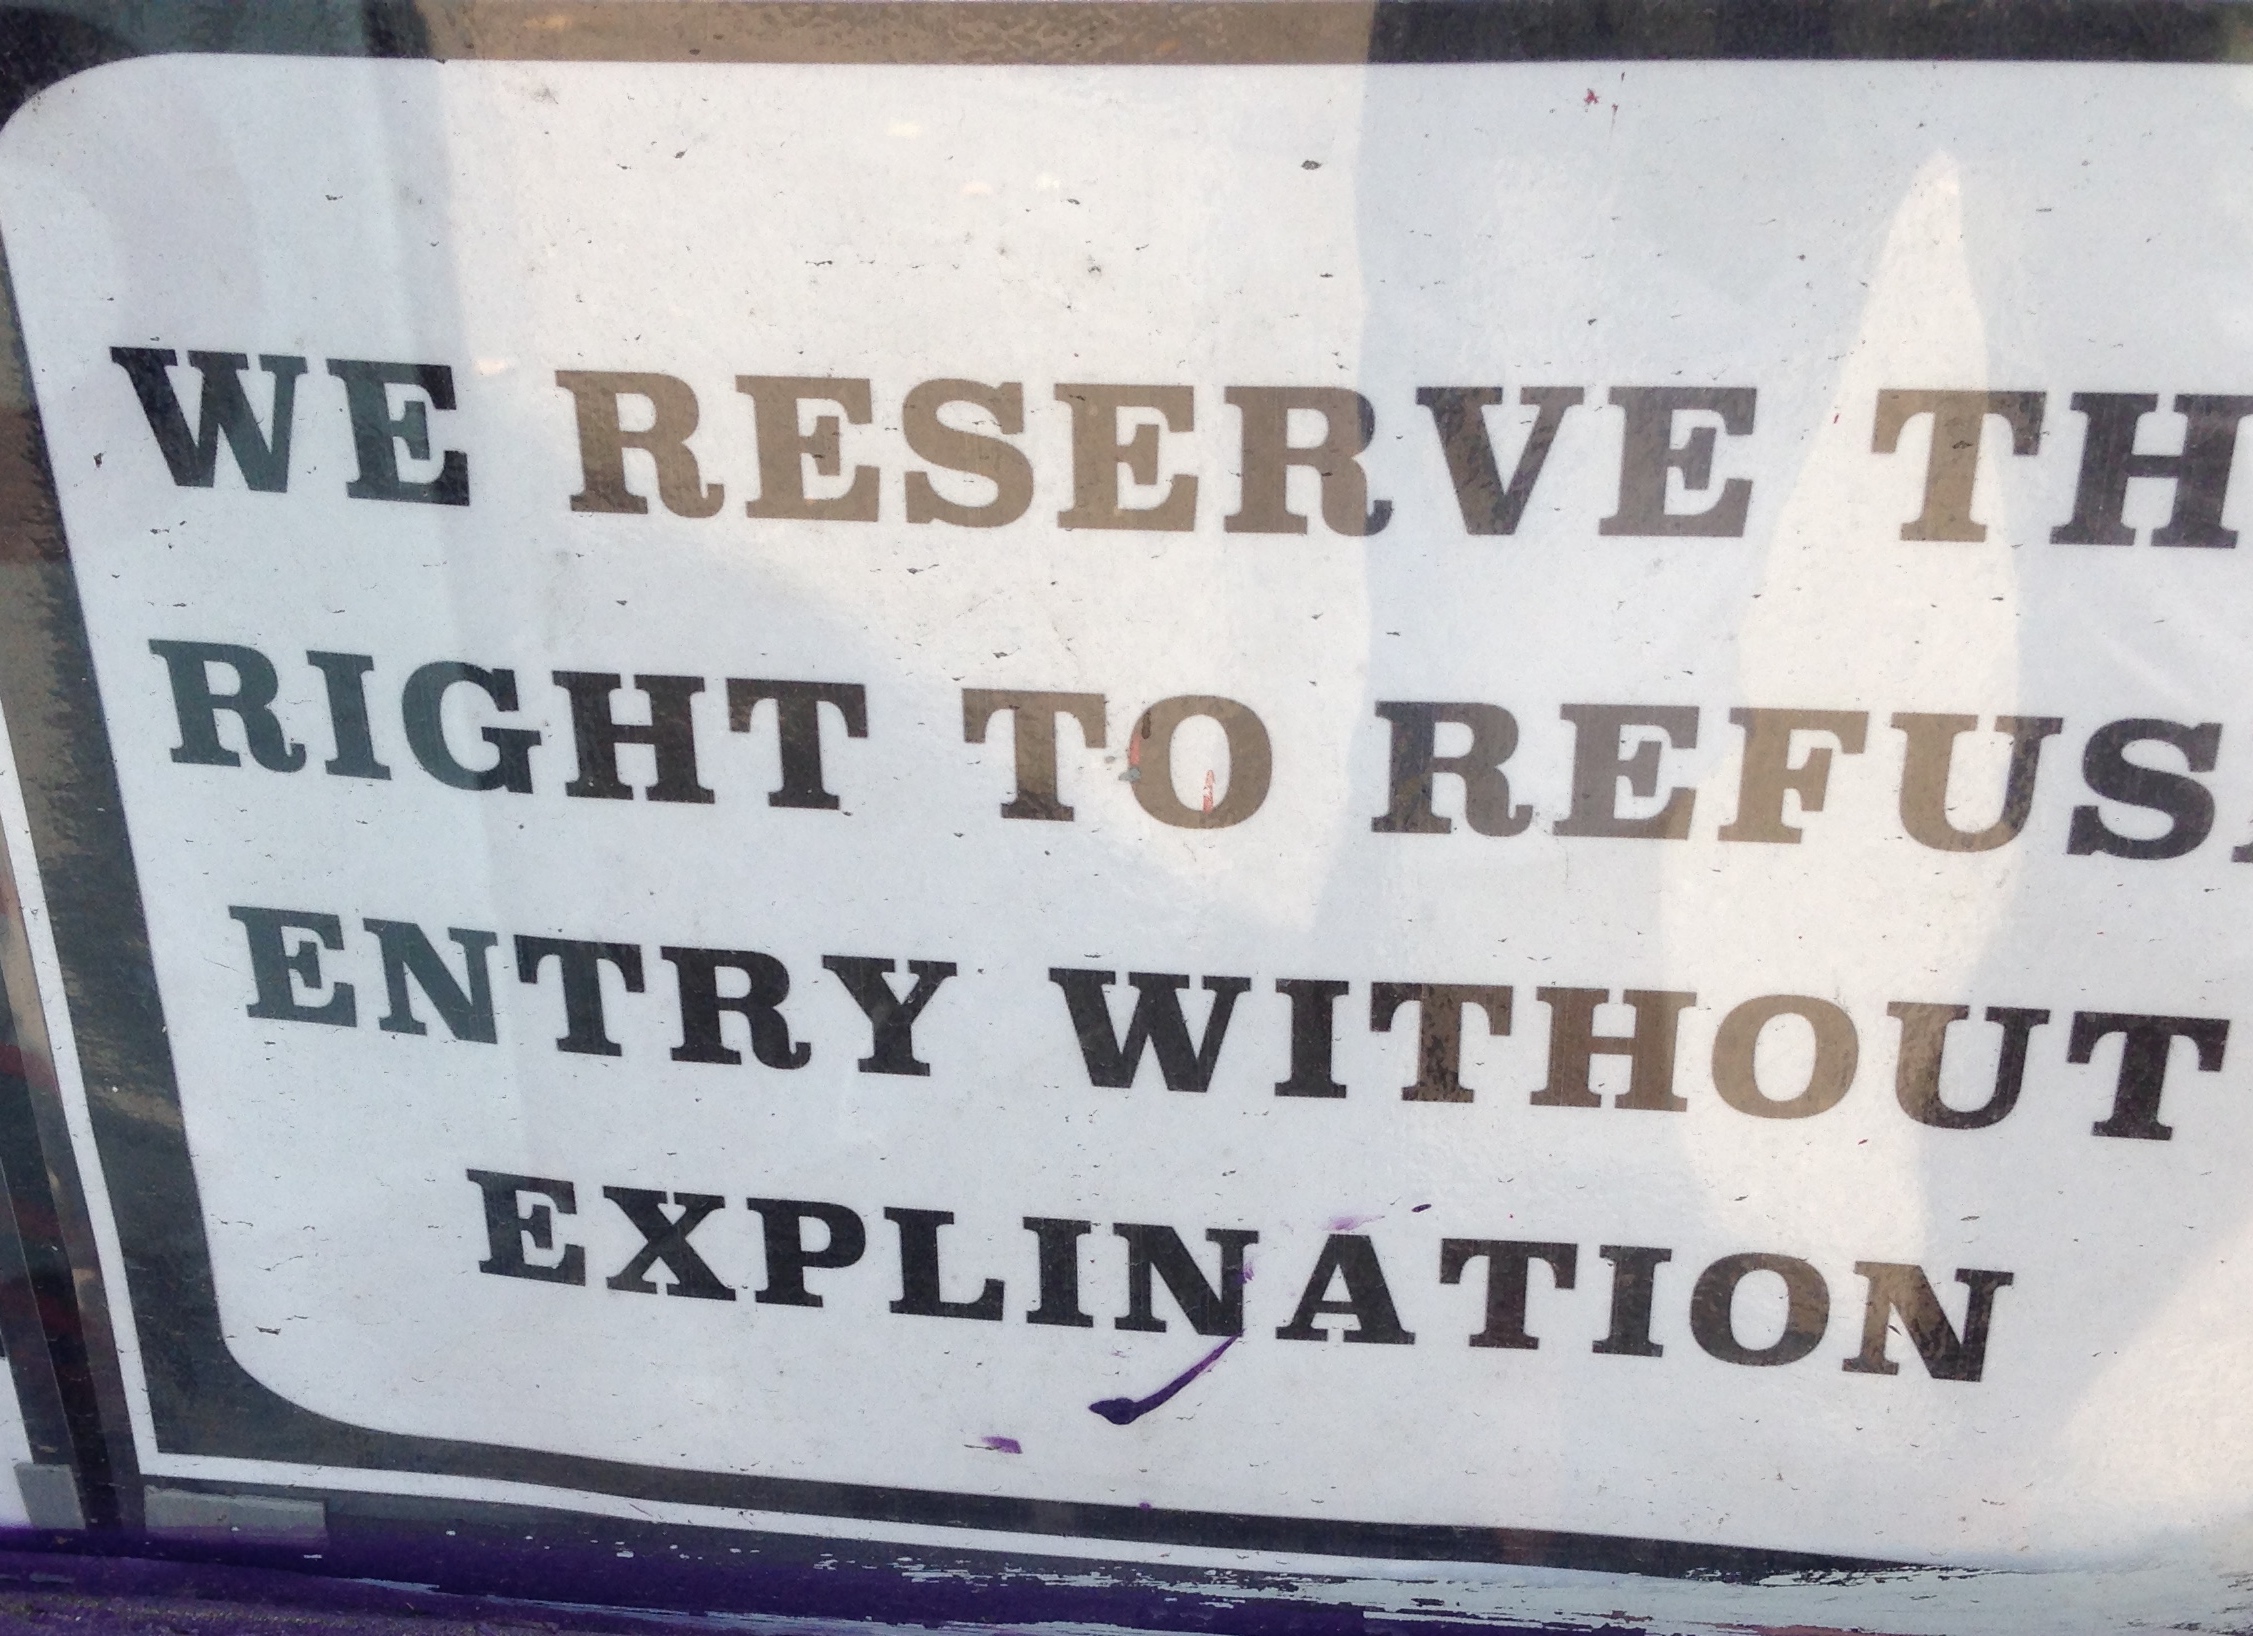 WE RESERVE TH
RIGHT TO REFUS
ENTRY WITHOUT
EXPLINATION